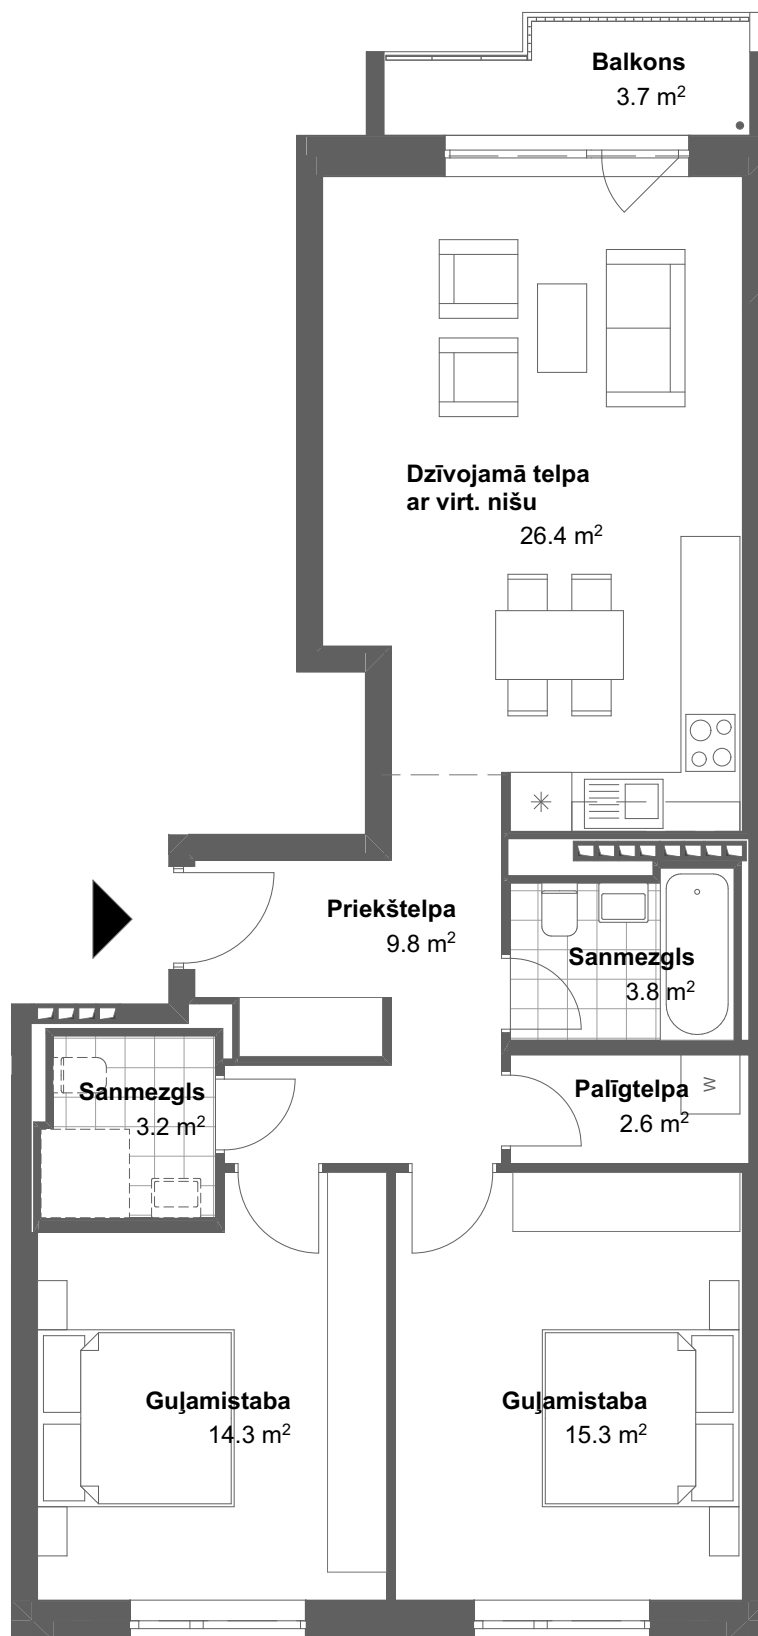 Balkons
3.7 m²
Dzīvojamā telpa
ar virt. nišu
26.4 m²
Priekštelpa
9.8 m²
Sanmezgls
3.8 m²
Sanmezgls
3.2 m²
Palīgtelpa
2.6 m²
W
Guļamistaba
14.3 m²
Guļamistaba
15.3 m²